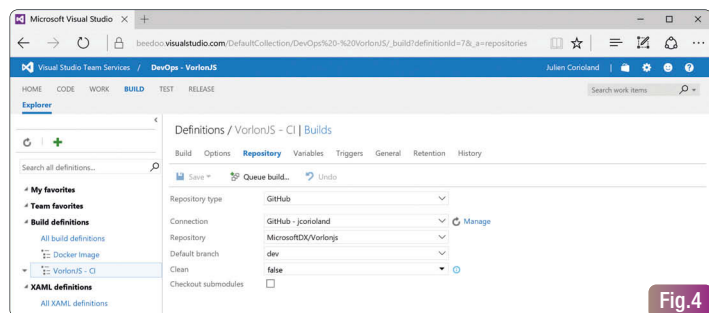 Microsoft Visual Studio
beedoo.visualstudio.com/DefaultCollection/DevOps%20-%20VorlonJS/_build?definitionId=7&_a=repositories
Visual Studio Team Services / DevOps - VorlonJS
Julien Corioland
HOME CODE WORK BUILD TEST RELEASE
Search work items
Explorer
Search all definitions...
My favorites
Team favorites
Build definitions
All build definitions
Docker Image
VorlonJS - CI
XAML definitions
All XAML definitions
Definitions / VorlonJS - CI | Builds
Build Options Repository Variables Triggers General Retention History
Save Queue build... Undo
Repository type GitHub
Connection GitHub - jcorioland Manage
Repository MicrosoftDX/Vorlonjs
Default branch dev
Clean false
Checkout submodules
Fig.4